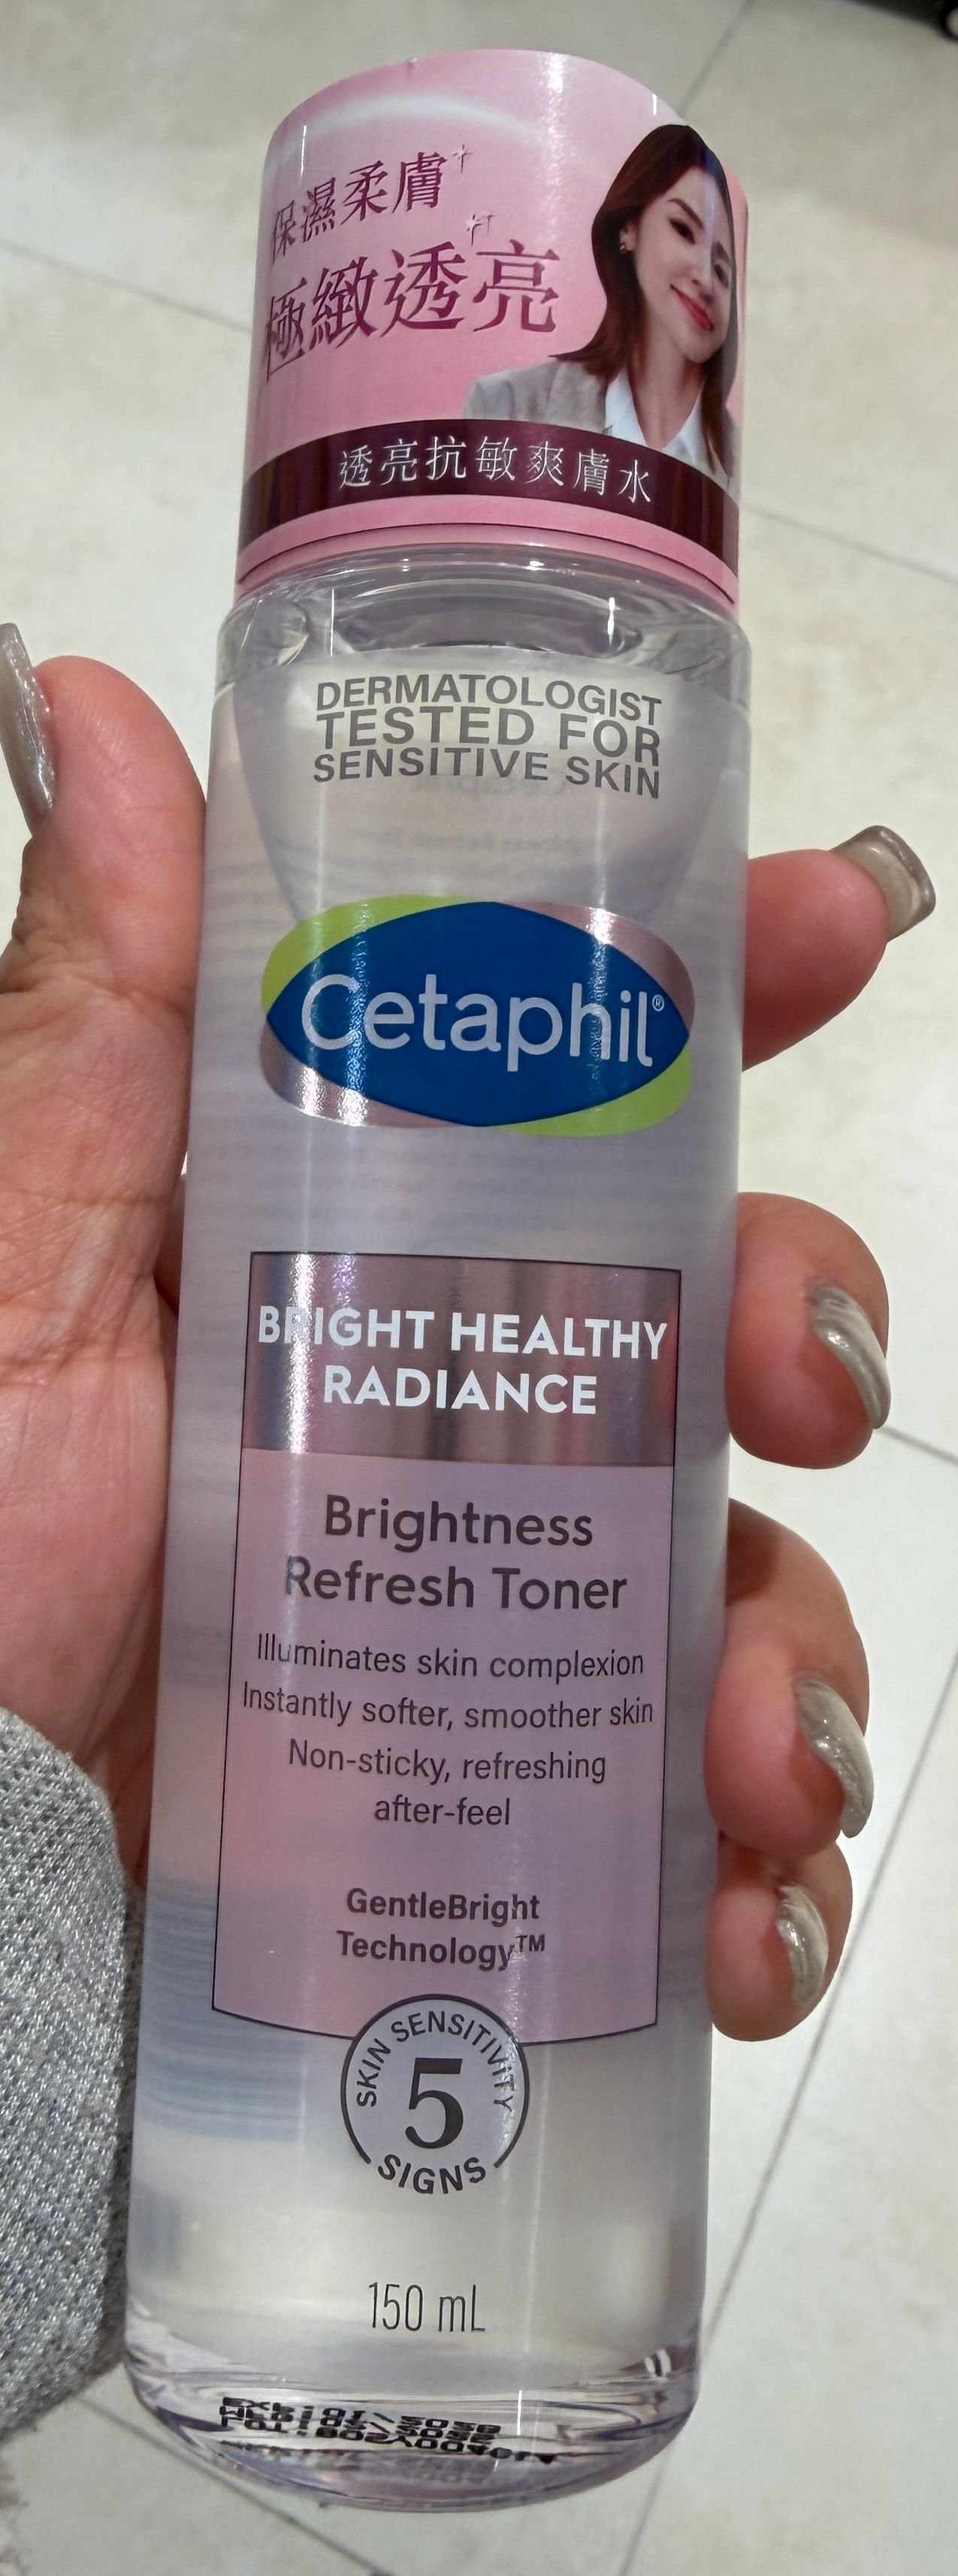 保濕柔膚
極緻透亮
透亮抗敏爽膚水
DERMATOLOGIST
TESTED FOR
SENSITIVE SKIN
Cetaphil®
BRIGHT HEALTHY
RADIANCE
Brightness
Refresh Toner
Illuminates skin complexion
Instantly softer, smoother skin
Non-sticky, refreshing
after-feel
GentleBright
Technology™
SKIN SENSITIVITY
5
SIGNS
150 mL